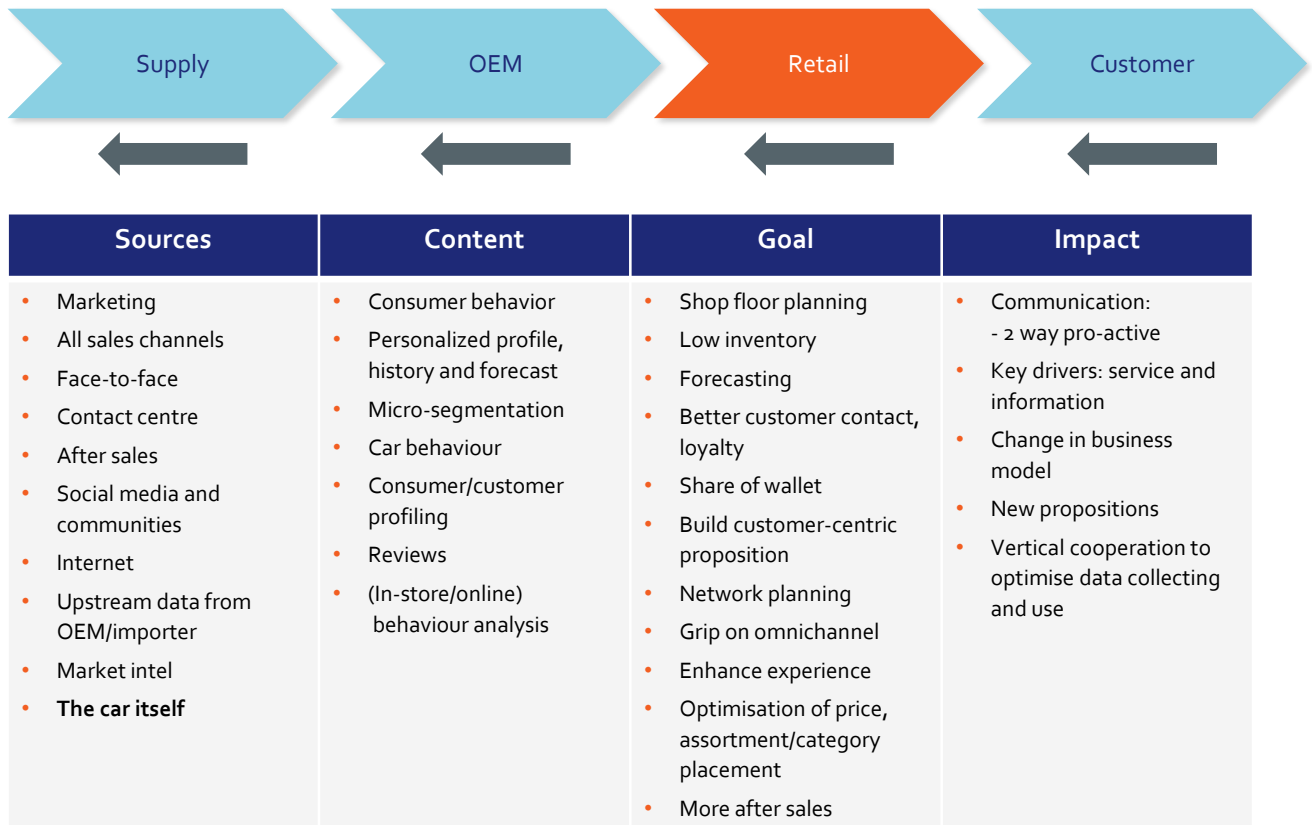 Supply
OEM
Retail
Customer
Sources
Content
Goal
Impact
• Marketing
• All sales channels
• Face-to-face
• Contact centre
• After sales
• Social media and
communities
• Internet
• Upstream data from
OEM/importer
• Market intel
• The car itself
• Consumer behavior
• Personalized profile,
history and forecast
• Micro-segmentation
• Car behaviour
• Consumer/customer
profiling
• Reviews
• (In-store/online)
behaviour analysis
• Shop floor planning
• Low inventory
• Forecasting
• Better customer contact,
loyalty
• Share of wallet
• Build customer-centric
proposition
• Network planning
• Grip on omnichannel
• Enhance experience
• Optimisation of price,
assortment/category
placement
• More after sales
• Communication:
- 2 way pro-active
• Key drivers: service and
information
• Change in business
model
• New propositions
• Vertical cooperation to
optimise data collecting
and use